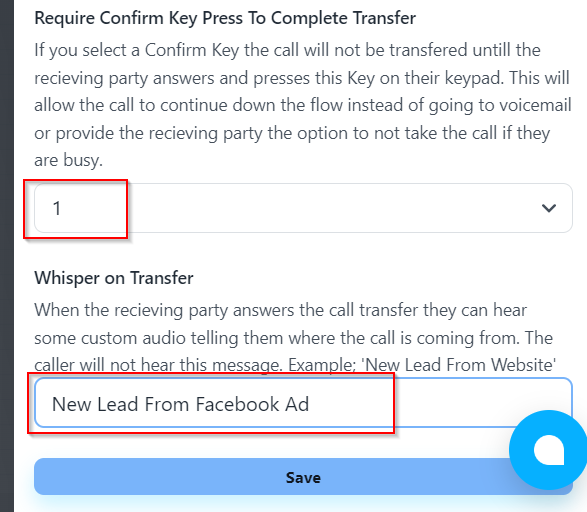 Require Confirm Key Press To Complete Transfer
If you select a Confirm Key the call will not be transfered untill the
recieving party answers and presses this Key on their keypad. This will
allow the call to continue down the flow instead of going to voicemail
or provide the recieving party the option to not take the call if they
are busy.
1
Whisper on Transfer
When the recieving party answers the call transfer they can hear
some custom audio telling them where the call is coming from. The
caller will not hear this message. Example; 'New Lead From Website'
New Lead From Facebook Ad
Save